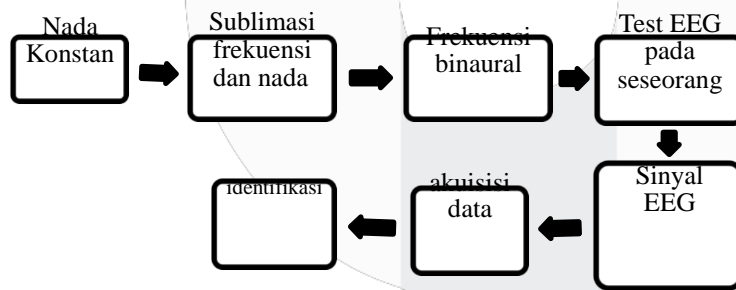 Nada
Konstan
Sublimasi
frekuensi
dan nada
Frekuensi
binaural
Test EEG
pada
seseorang
Sinyal
EEG
akuisisi
data
identifikasi